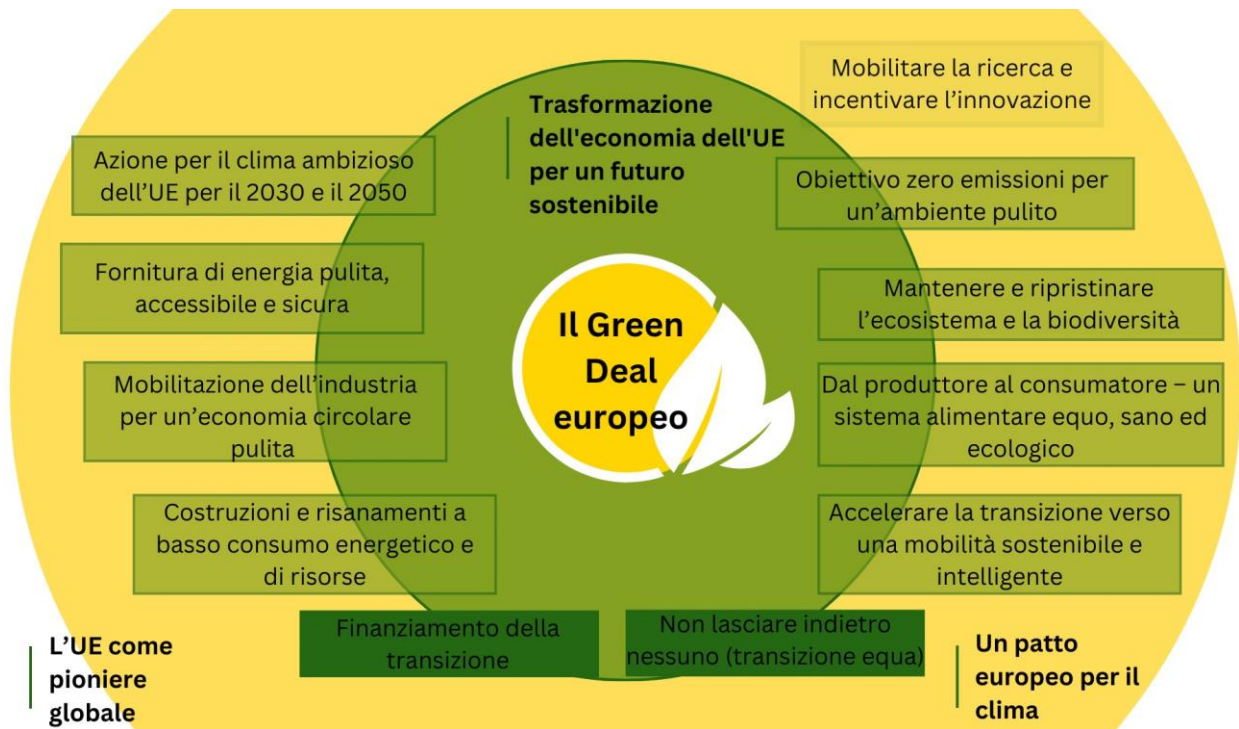 Mobilitare la ricerca e
incentivare l’innovazione
Trasformazione
dell'economia dell'UE
per un futuro
sostenibile
Azione per il clima ambizioso
dell’UE per il 2030 e il 2050
Obiettivo zero emissioni per
un’ambiente pulito
Fornitura di energia pulita,
accessibile e sicura
Mantenere e ripristinare
l’ecosistema e la biodiversità
Il Green
Deal
europeo
Mobilitazione dell’industria
per un’economia circolare
pulita
Dal produttore al consumatore – un
sistema alimentare equo, sano ed
ecologico
Costruzioni e risanamenti a
basso consumo energetico e
di risorse
Accelerare la transizione verso
una mobilità sostenibile e
intelligente
Finanziamento della
transizione
Non lasciare indietro
nessuno (transizione equa)
L’UE come
pioniere
globale
Un patto
europeo per il
clima